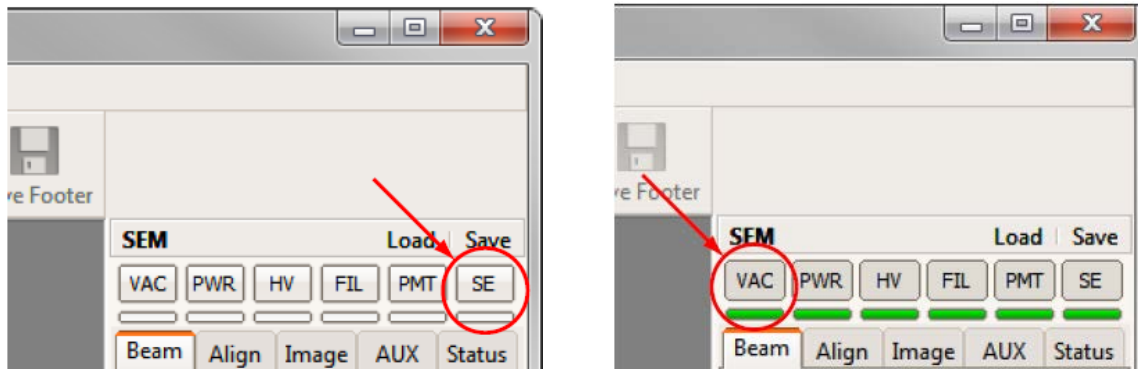 ve Footer
SEM Load Save
VAC PWR HV FIL PMT SE
Beam Align Image AUX Status
ve Footer
SEM Load Save
VAC PWR HV FIL PMT SE
Beam Align Image AUX Status